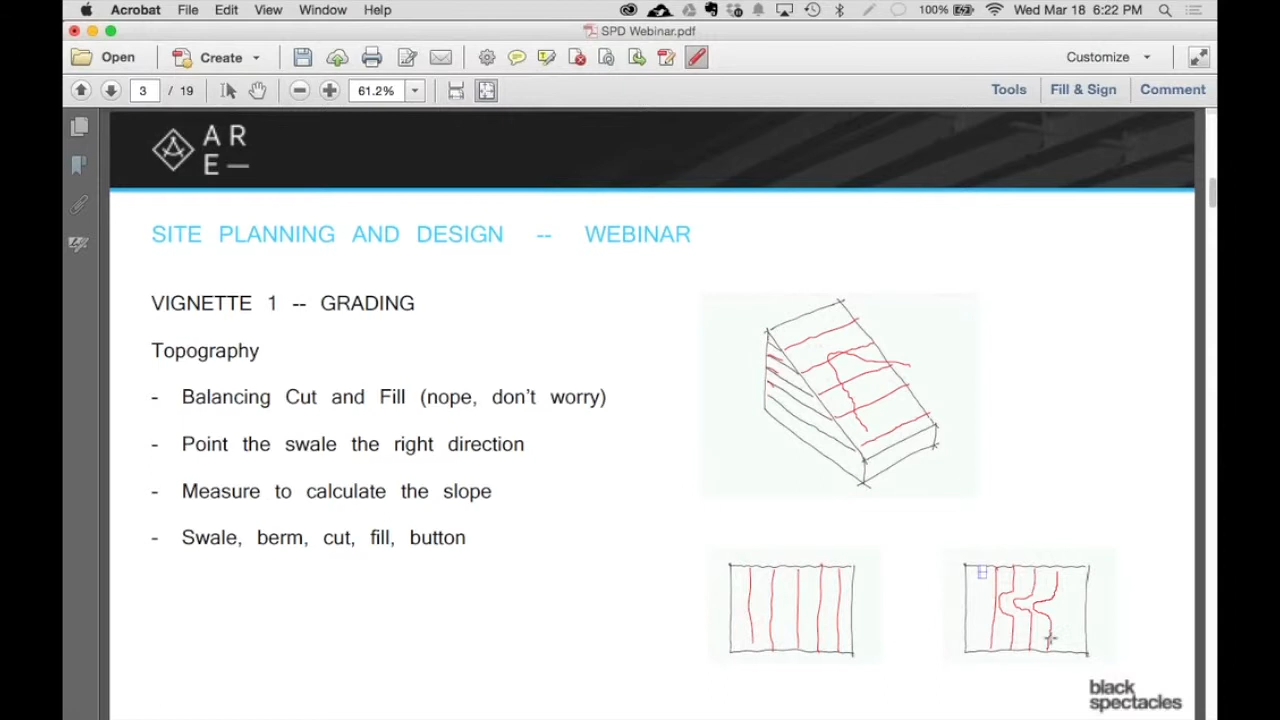 Acrobat File Edit View Window Help 100% Wed Mar 18 6:22 PM
SPD Webinar.pdf
Open Create Customize
3 / 19 61.2% Tools Fill & Sign Comment
A R
E —
SITE PLANNING AND DESIGN -- WEBINAR
VIGNETTE 1 -- GRADING
Topography
- Balancing Cut and Fill (nope, don't worry)
- Point the swale the right direction
- Measure to calculate the slope
- Swale, berm, cut, fill, button
black
spectacles